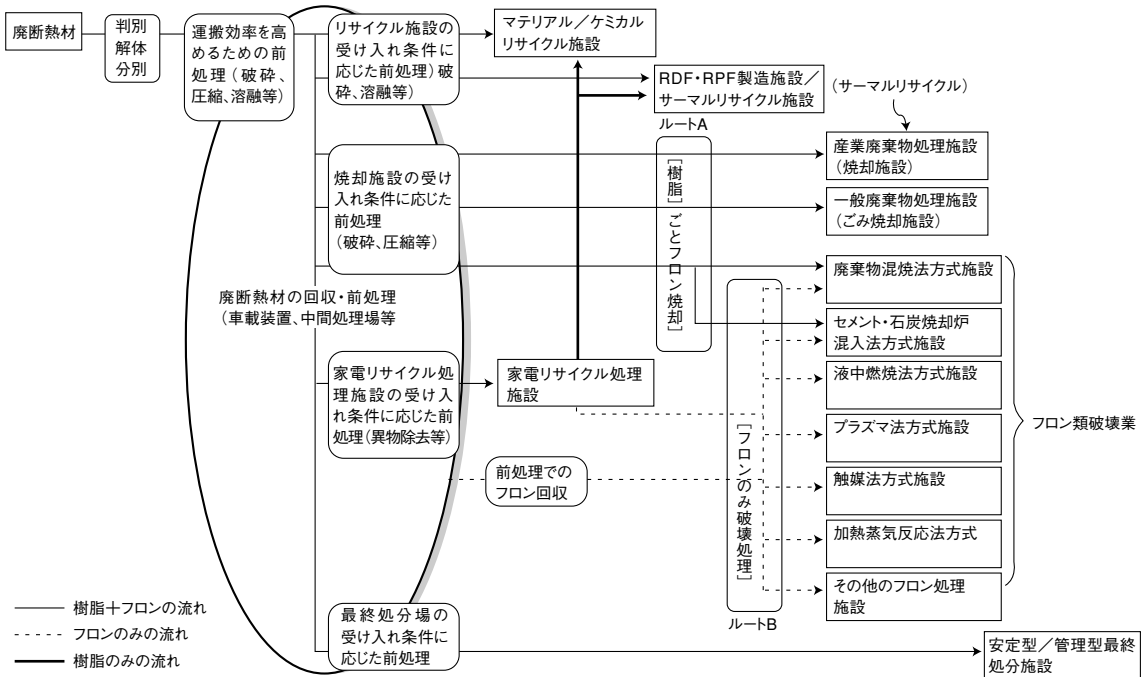 廃断熱材
判別
解体
分別
運搬効率を高
めるための前
処理（破砕、
圧縮、溶融等）
リサイクル施設の
受け入れ条件に
応じた前処理）破
砕、溶融等）
マテリアル／ケミカル
リサイクル施設
RDF・RPF製造施設／
サーマルリサイクル施設
（サーマルリサイクル）
ルートA
［樹脂］ごとフロン焼却］
産業廃棄物処理施設
（焼却施設）
焼却施設の受け
入れ条件に応じた
前処理
（破砕、圧縮等）
一般廃棄物処理施設
（ごみ焼却施設）
廃断熱材の回収・前処理
（車載装置、中間処理場等
廃棄物混焼法方式施設
セメント・石炭焼却炉
混入法方式施設
家電リサイクル処
理施設の受け入
れ条件に応じた前
処理（異物除去等）
家電リサイクル処理
施設
液中燃焼法方式施設
プラズマ法方式施設
フロン類破壊業
前処理での
フロン回収
［フロンのみ破壊処理］
触媒法方式施設
加熱蒸気反応法方式
その他のフロン処理
施設
ルートB
最終処分場の
受け入れ条件に
応じた前処理
安定型／管理型最終
処分施設
樹脂＋フロンの流れ
フロンのみの流れ
樹脂のみの流れ